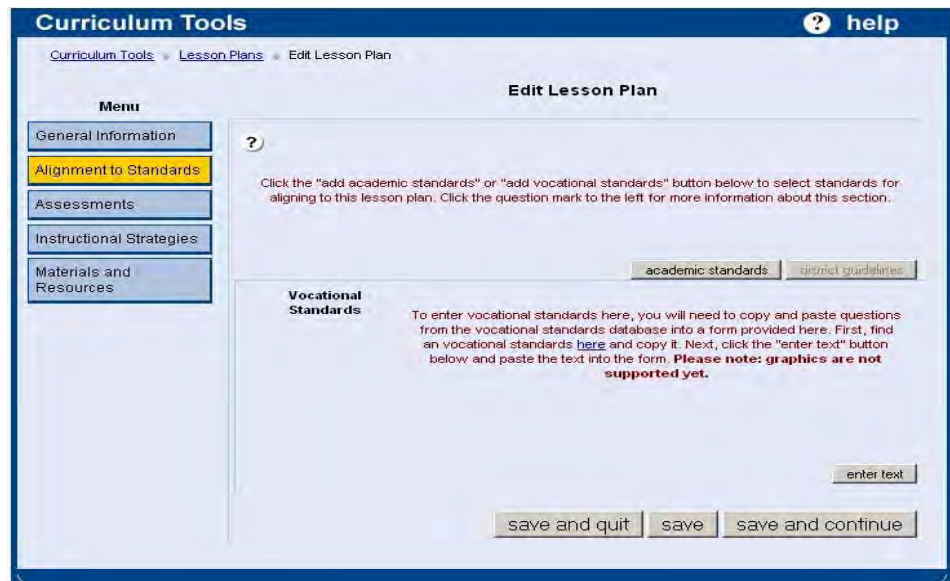 Curriculum Tools
? help
Curriculum Tools » Lesson Plans » Edit Lesson Plan
Edit Lesson Plan
Menu
General Information
Alignment to Standards
Assessments
Instructional Strategies
Materials and
Resources
?
Click the "add academic standards" or "add vocational standards" button below to select standards for
aligning to this lesson plan. Click the question mark to the left for more information about this section.
academic standards
district guidelines
Vocational
Standards
To enter vocational standards here, you will need to copy and paste questions
from the vocational standards database into a form provided here. First, find
an vocational standards here and copy it. Next, click the "enter text" button
below and paste the text into the form. Please note: graphics are not
supported yet.
enter text
save and quit
save
save and continue